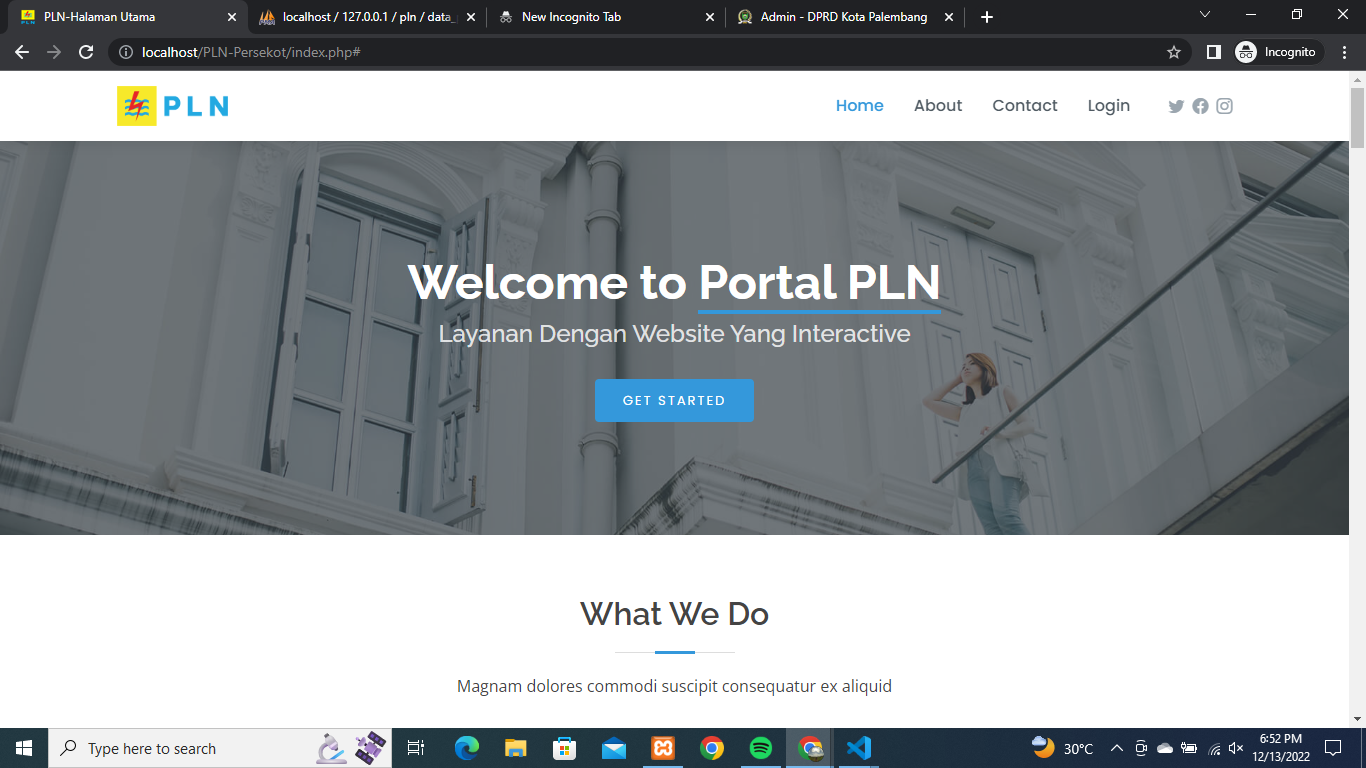 PLN-Halaman Utama
localhost / 127.0.0.1 / pln / data_
New Incognito Tab
Admin - DPRD Kota Palembang
localhost/PLN-Persekot/index.php#
Incognito
PLN
Home
About
Contact
Login
Welcome to Portal PLN
Layanan Dengan Website Yang Interactive
GET STARTED
What We Do
Magnam dolores commodi suscipit consequatur ex aliquid
Type here to search
30°C
6:52 PM
12/13/2022